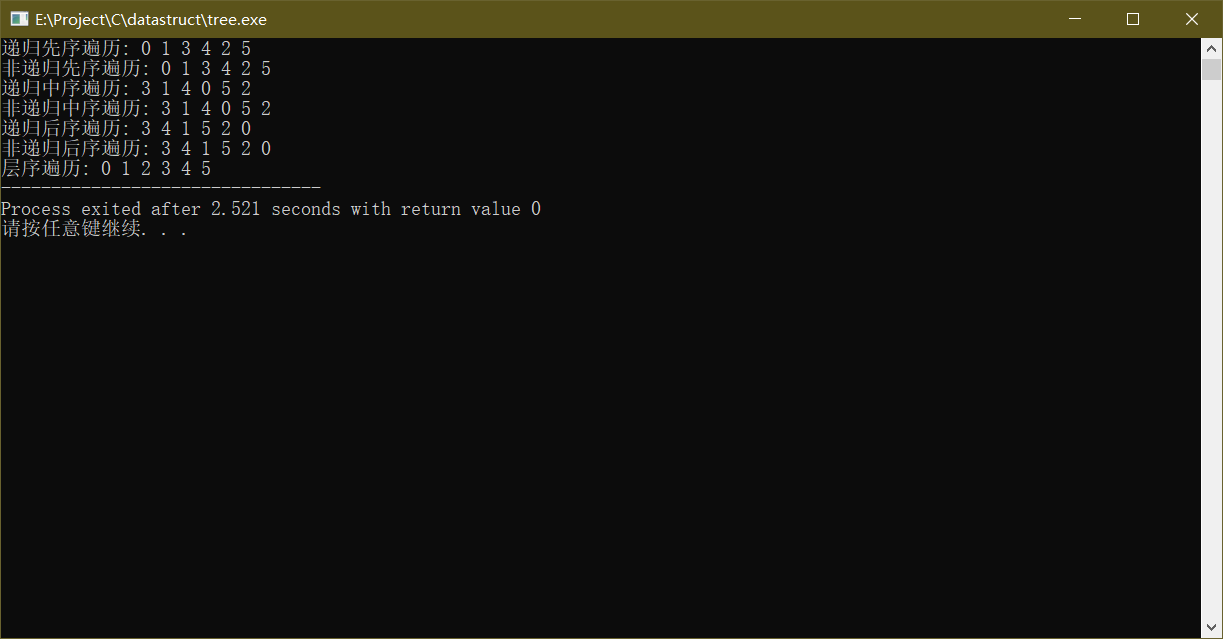 E:\Project\C\datastruct\tree.exe
递归先序遍历: 0 1 3 4 2 5
非递归先序遍历: 0 1 3 4 2 5
递归中序遍历: 3 1 4 0 5 2
非递归中序遍历: 3 1 4 0 5 2
递归后序遍历: 3 4 1 5 2 0
非递归后序遍历: 3 4 1 5 2 0
层序遍历: 0 1 2 3 4 5
--------------------------------
Process exited after 2.521 seconds with return value 0
请按任意键继续. . .